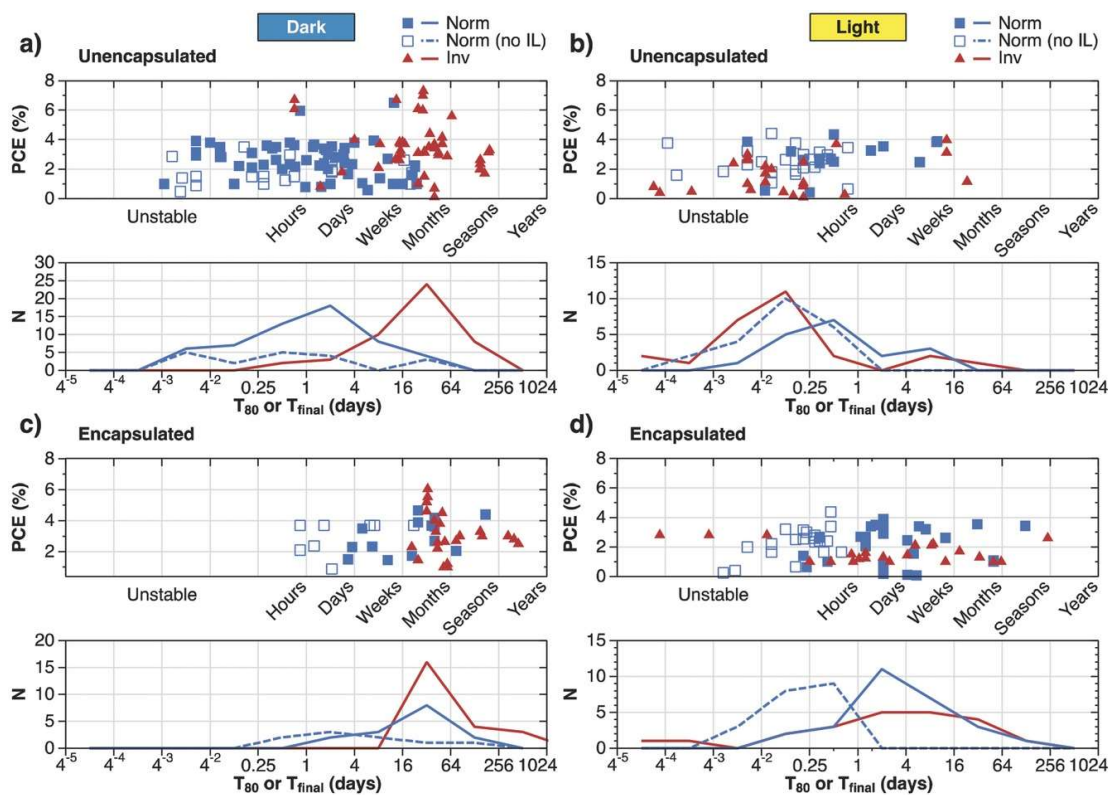 Dark
Norm
Norm (no IL)
Inv
a)
Unencapsulated
PCE (%)
8
6
4
2
0
Unstable
Hours
Days
Weeks
Months
Seasons
Years
N
30
25
20
15
10
5
0
4-5 4-4 4-3 4-2 0.25 1 4 16 64 256 1024
T80 or Tfinal (days)
Light
Norm
Norm (no IL)
Inv
b)
Unencapsulated
PCE (%)
8
6
4
2
0
Unstable
Hours
Days
Weeks
Months
Seasons
Years
N
15
10
5
0
4-5 4-4 4-3 4-2 0.25 1 4 16 64 256 1024
T80 or Tfinal (days)
c)
Encapsulated
PCE (%)
8
6
4
2
Unstable
Hours
Days
Weeks
Months
Seasons
Years
N
20
15
10
5
0
4-5 4-4 4-3 4-2 0.25 1 4 16 64 256 1024
T80 or Tfinal (days)
d)
Encapsulated
PCE (%)
8
6
4
2
0
Unstable
Hours
Days
Weeks
Months
Seasons
Years
N
15
10
5
0
4-5 4-4 4-3 4-2 0.25 1 4 16 64 256 1024
T80 or Tfinal (days)